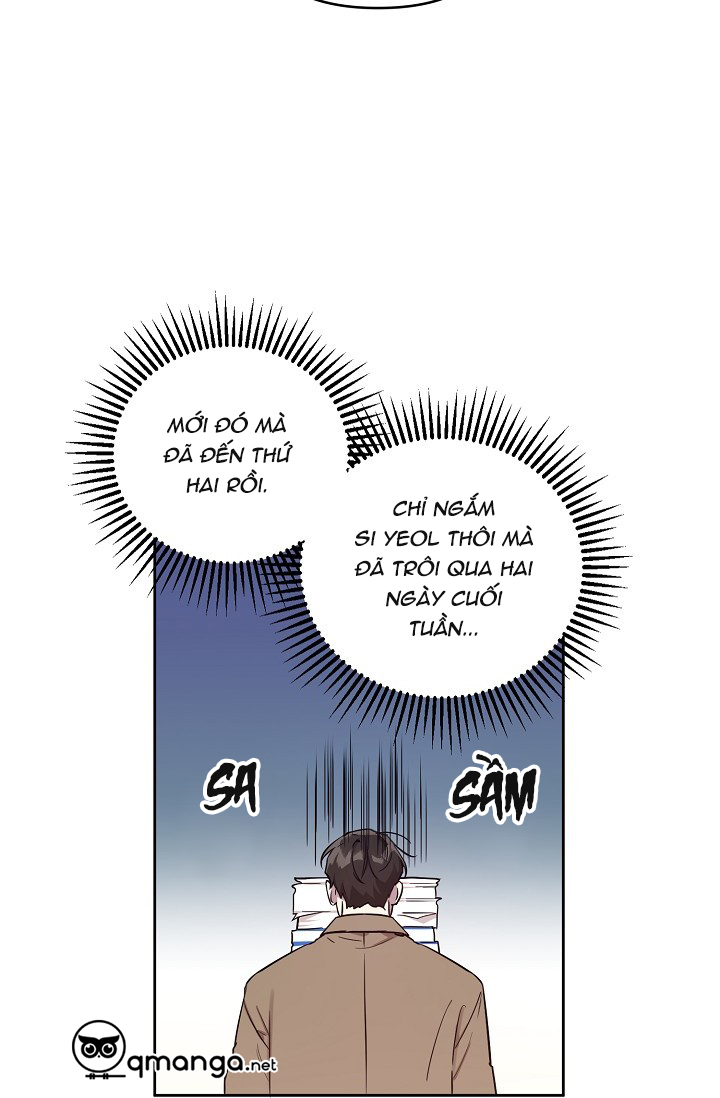 MỚI ĐÓ MÀ
ĐÃ ĐẾN THỨ
HAI RỒI.
CHỈ NGẮM
SI YEOL THÔI MÀ
ĐÃ TRÔI QUA HAI
NGÀY CUỐI
TUẦN...
SA SẦM
qmanga.net